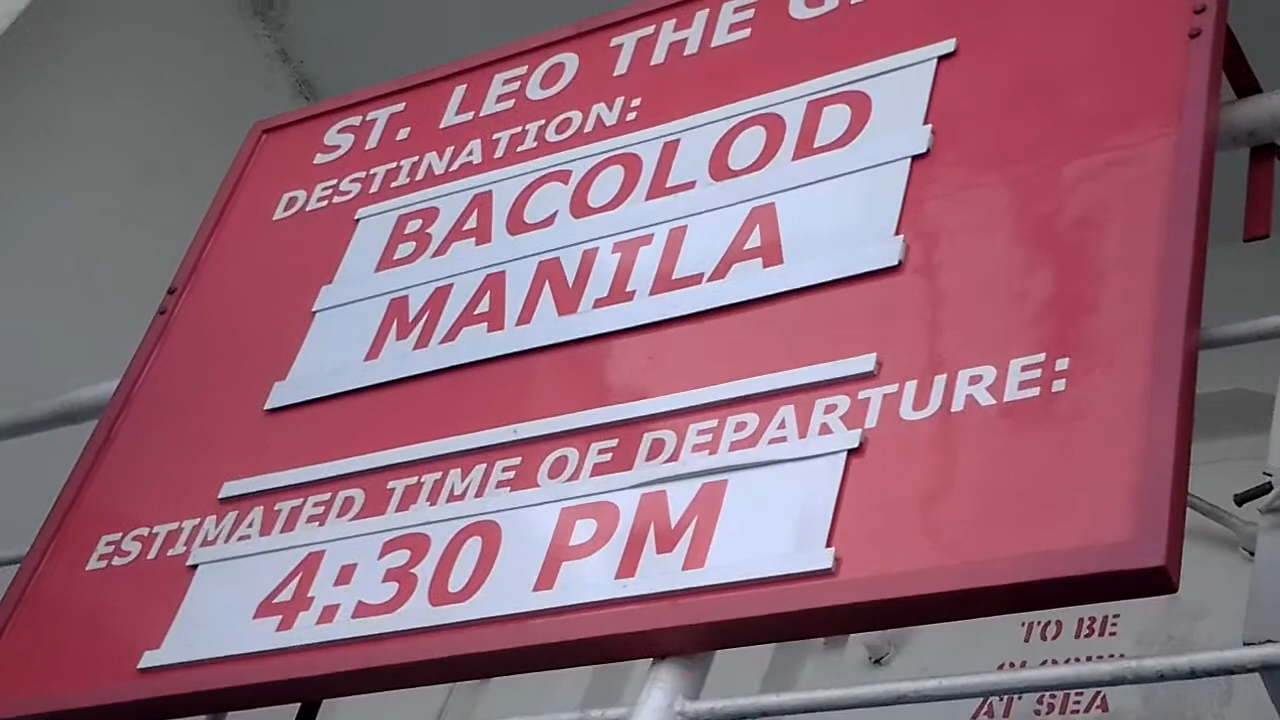 ST. LEO THE
DESTINATION:
BACOLOD
MANILA
ESTIMATED TIME OF DEPARTURE:
4:30 PM
TO BE
AT SEA